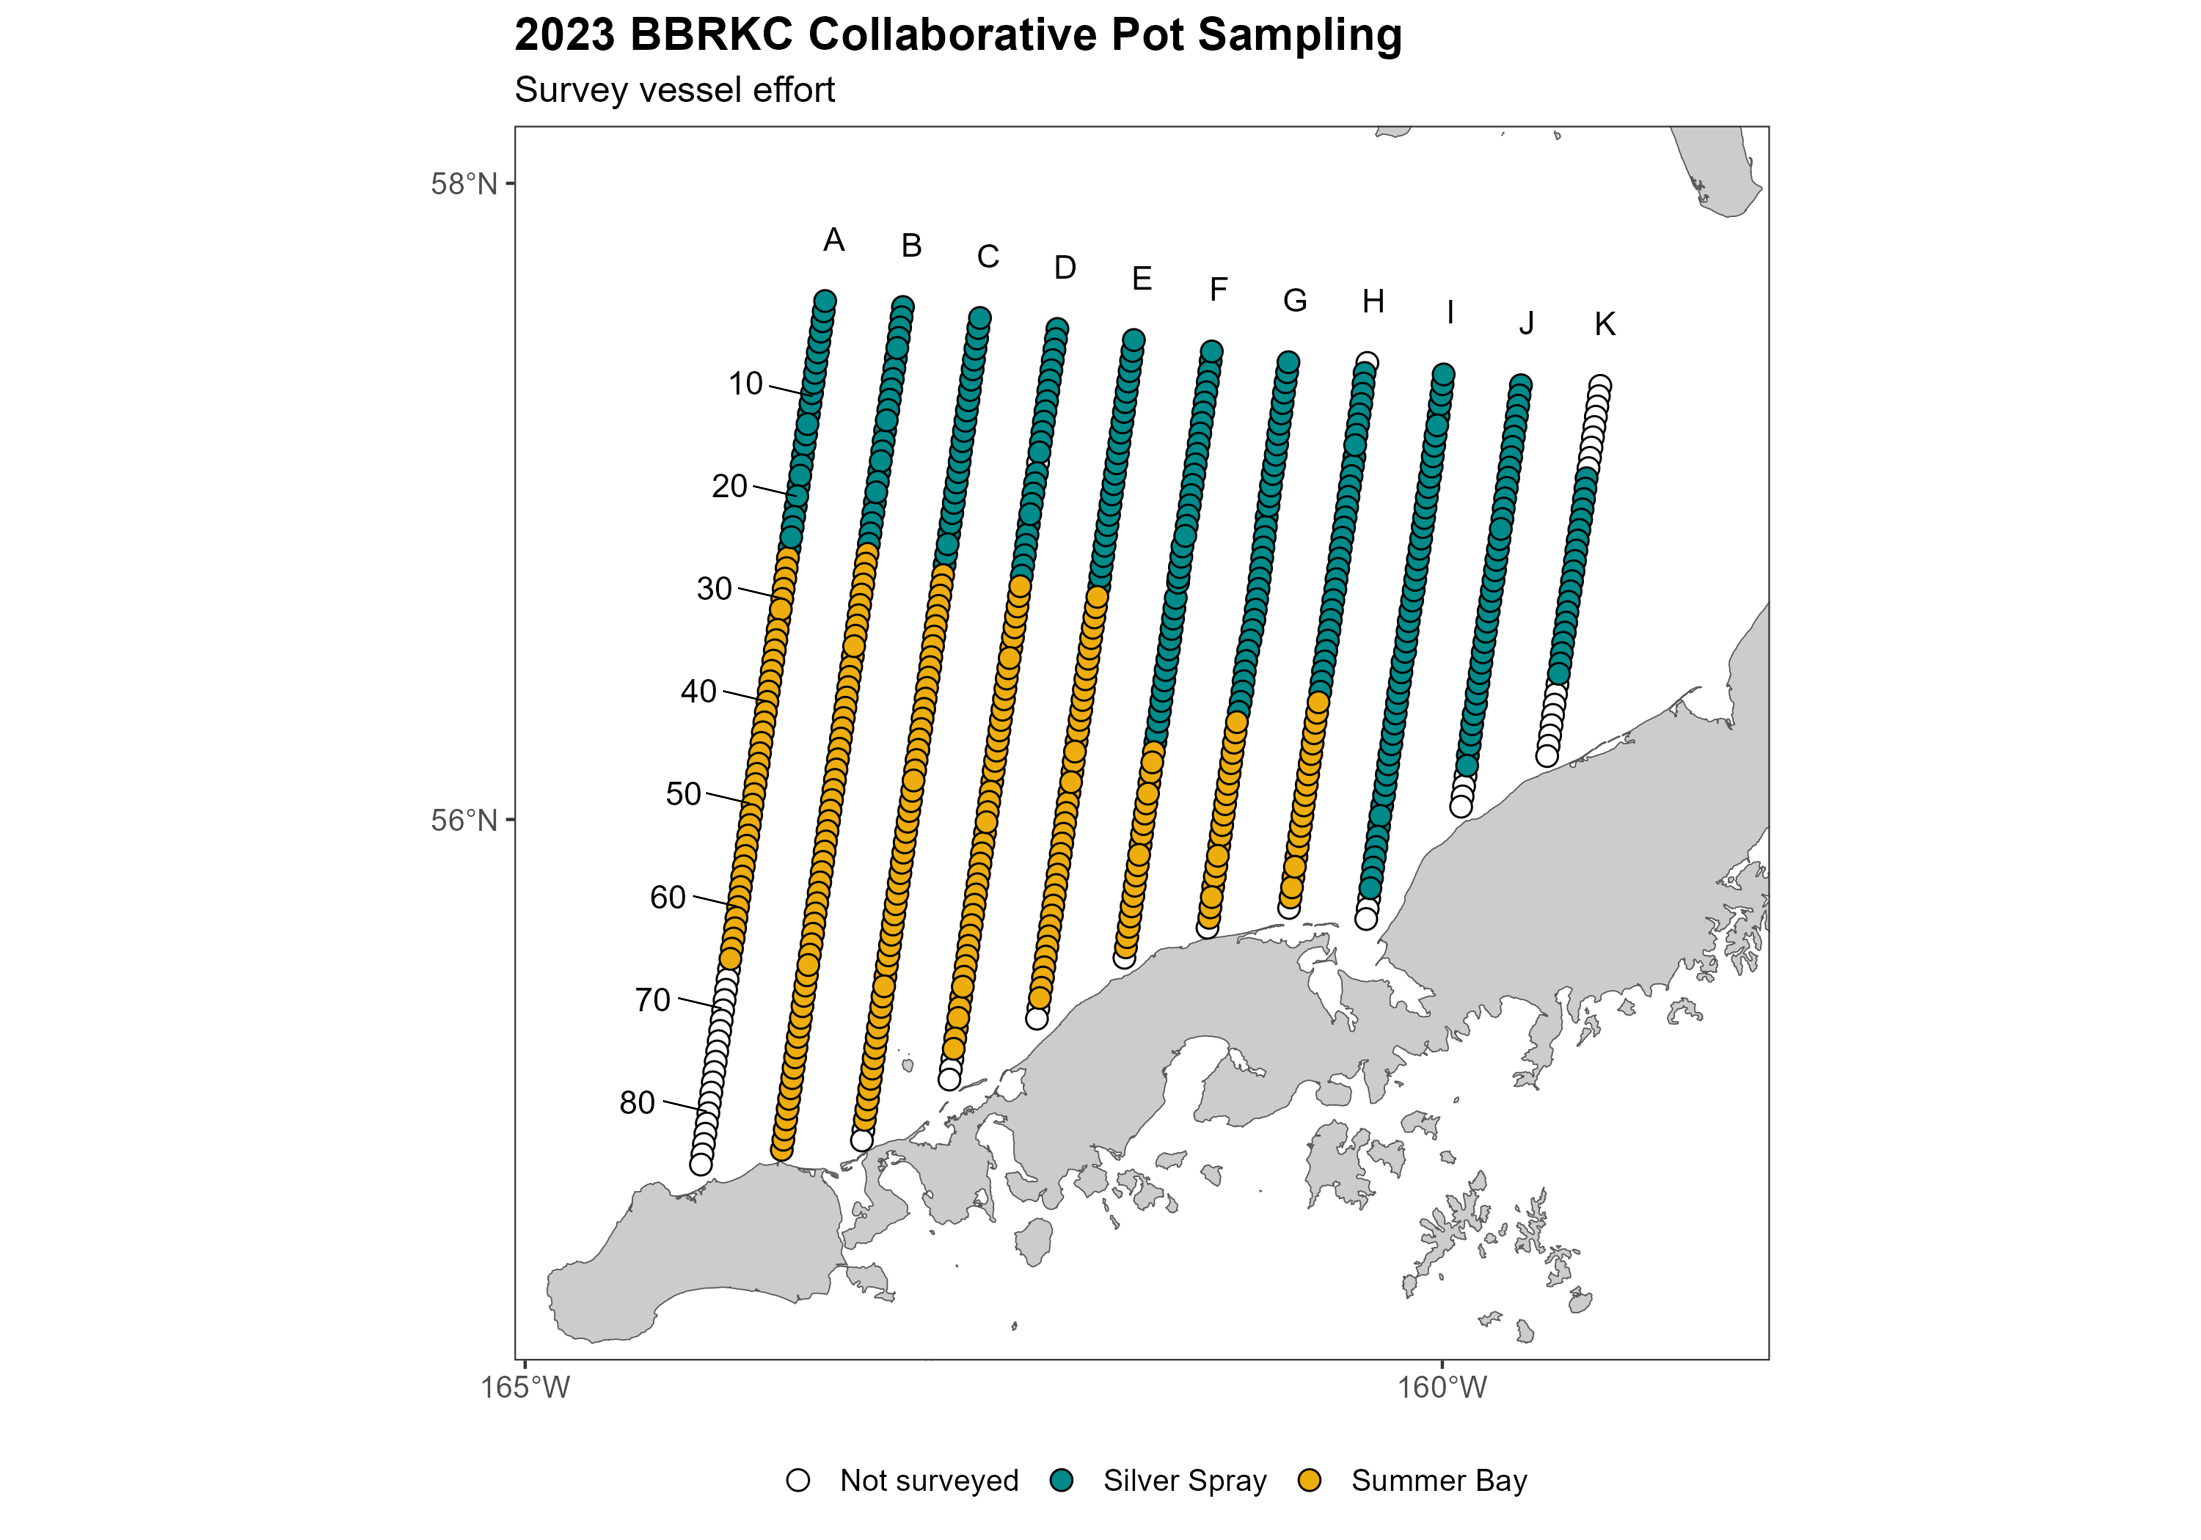 2023 BBRKC Collaborative Pot Sampling
Survey vessel effort
58°N
A
B
C
D
E
F
G
H
I
J
K
10
20
30
40
50
56°N
60
70
80
165°W
160°W
Not surveyed
Silver Spray
Summer Bay